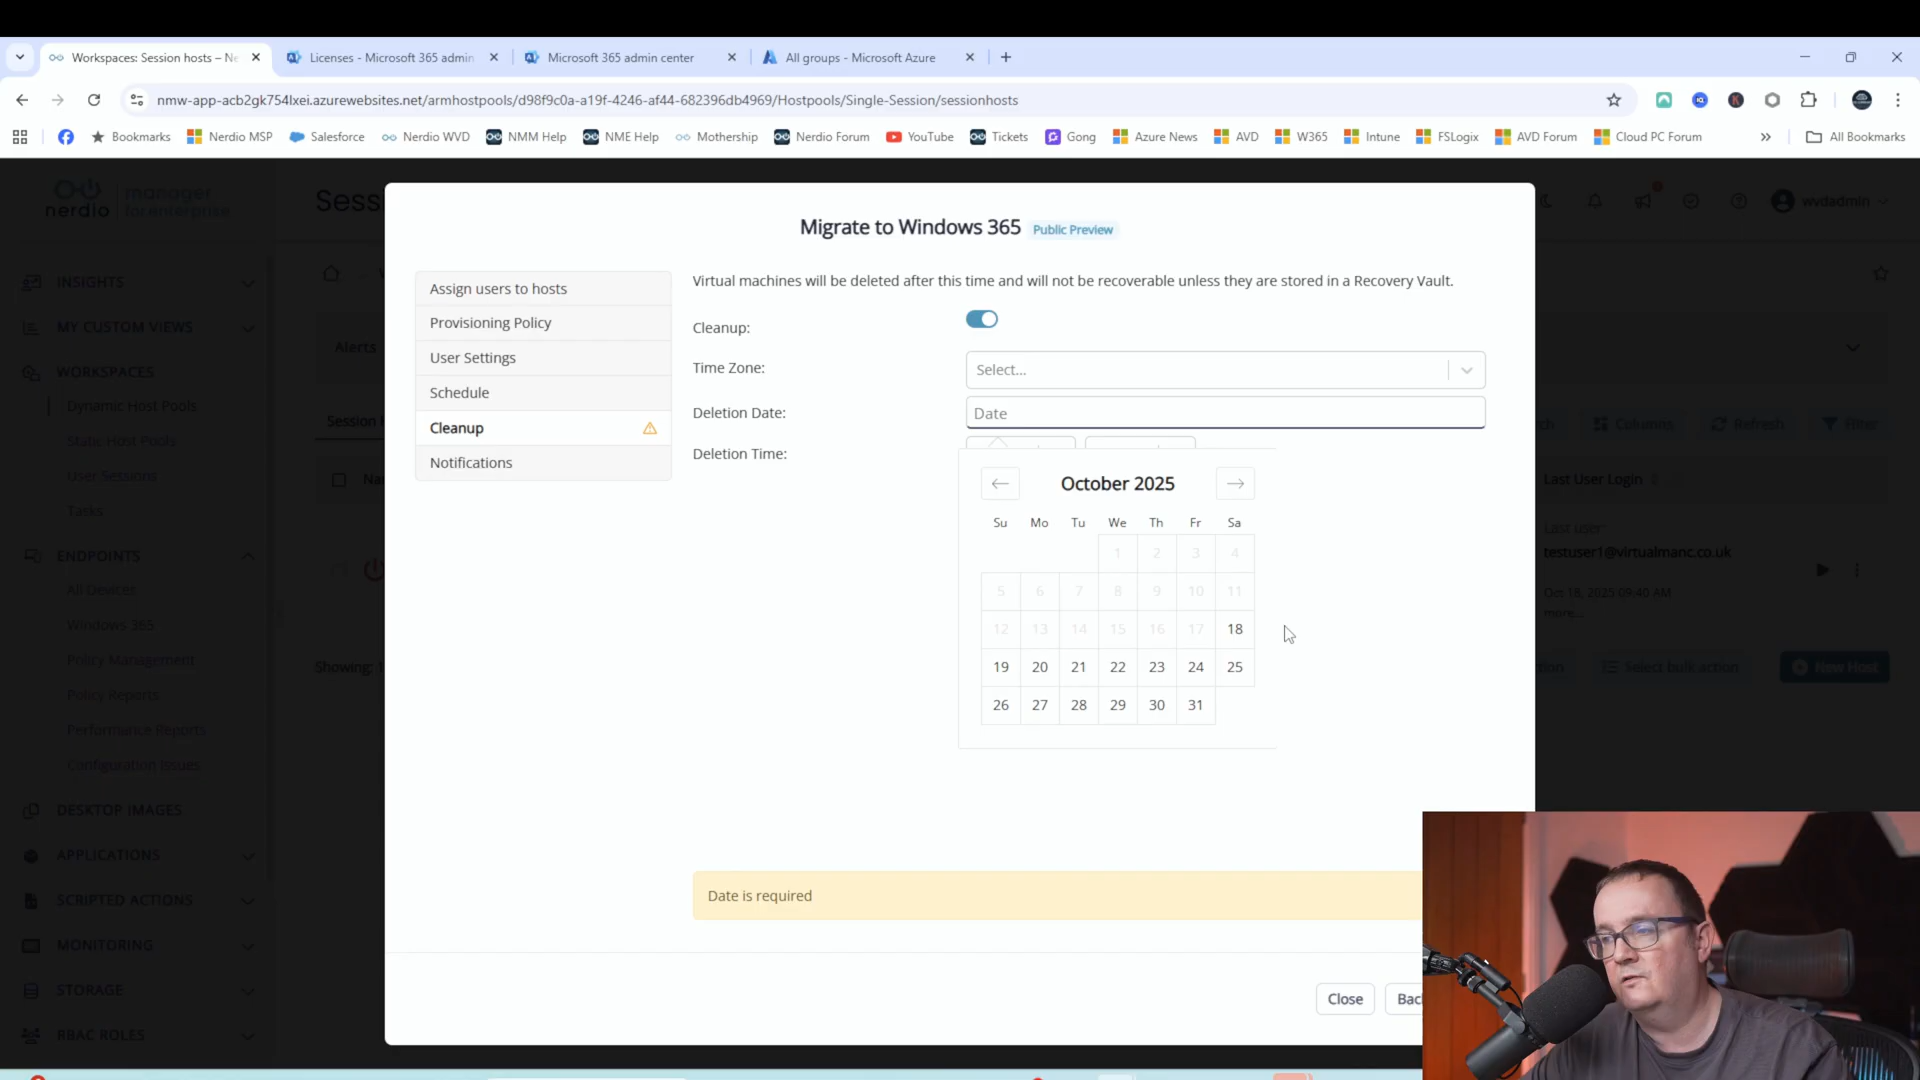 Workspaces: Session hosts – Ne
Licenses - Microsoft 365 admin
Microsoft 365 admin center
All groups - Microsoft Azure
nmw-app-acb2gk754lxei.azurewebsites.net/armhostpools/d98f9c0a-a19f-4246-af44-682396db4969/Hostpools/Single-Session/sessionhosts
Bookmarks
Nerdio MSP
Salesforce
Nerdio WVD
NMM Help
NME Help
Mothership
Nerdio Forum
YouTube
Tickets
Gong
Azure News
AVD
W365
Intune
FSLogix
AVD Forum
Cloud PC Forum
All Bookmarks
nerdio
manager
for enterprise
Sess
wvdadmin
INSIGHTS
MY CUSTOM VIEWS
WORKSPACES
Dynamic Host Pools
Static Host Pools
User Sessions
Tasks
ENDPOINTS
All Devices
Windows 365
Policy Management
Policy Reports
Performance Reports
Configuration Issues
DESKTOP IMAGES
APPLICATIONS
SCRIPTED ACTIONS
MONITORING
STORAGE
RBAC ROLES
Alerts
Session H
Na
Showing:
Migrate to Windows 365 Public Preview
Assign users to hosts
Provisioning Policy
User Settings
Schedule
Cleanup
Notifications
Virtual machines will be deleted after this time and will not be recoverable unless they are stored in a Recovery Vault.
Cleanup:
Time Zone:
Select...
Deletion Date:
Date
Deletion Time:
October 2025
Su Mo Tu We Th Fr Sa
1 2 3 4
5 6 7 8 9 10 11
12 13 14 15 16 17 18
19 20 21 22 23 24 25
26 27 28 29 30 31
Date is required
Close
Bac
Columns
Refresh
Filter
Last User Login
Last user:
testuser1@virtualmanc.co.uk
Oct 18, 2025 09:40 AM
more...
Select bulk action
New Host